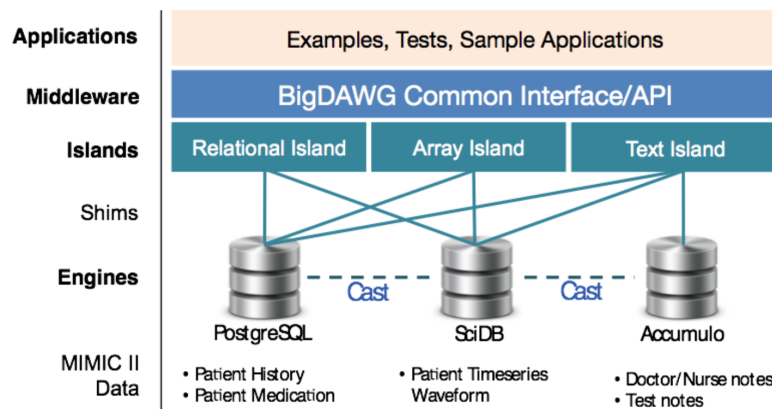 Applications
Examples, Tests, Sample Applications
Middleware
BigDAWG Common Interface/API
Islands
Relational Island
Array Island
Text Island
Shims
Engines
Cast
Cast
PostgreSQL
SciDB
Accumulo
MIMIC II
Data
• Patient History
• Patient Medication
• Patient Timeseries
Waveform
• Doctor/Nurse notes
• Test notes